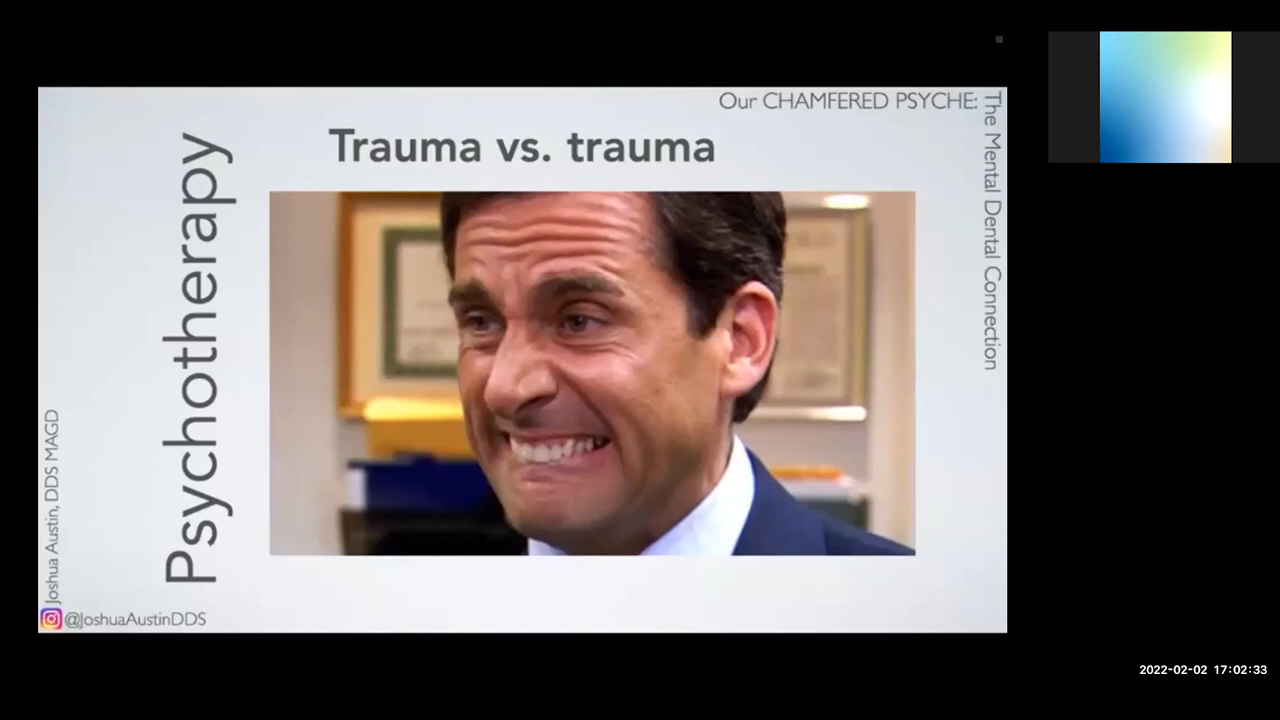 Our CHAMFERED PSYCHE:
The Mental Dental Connection
Trauma vs. trauma
Psychotherapy
Joshua Austin, DDS MAGD
@JoshuaAustinDDS
2022-02-02 17:02:33